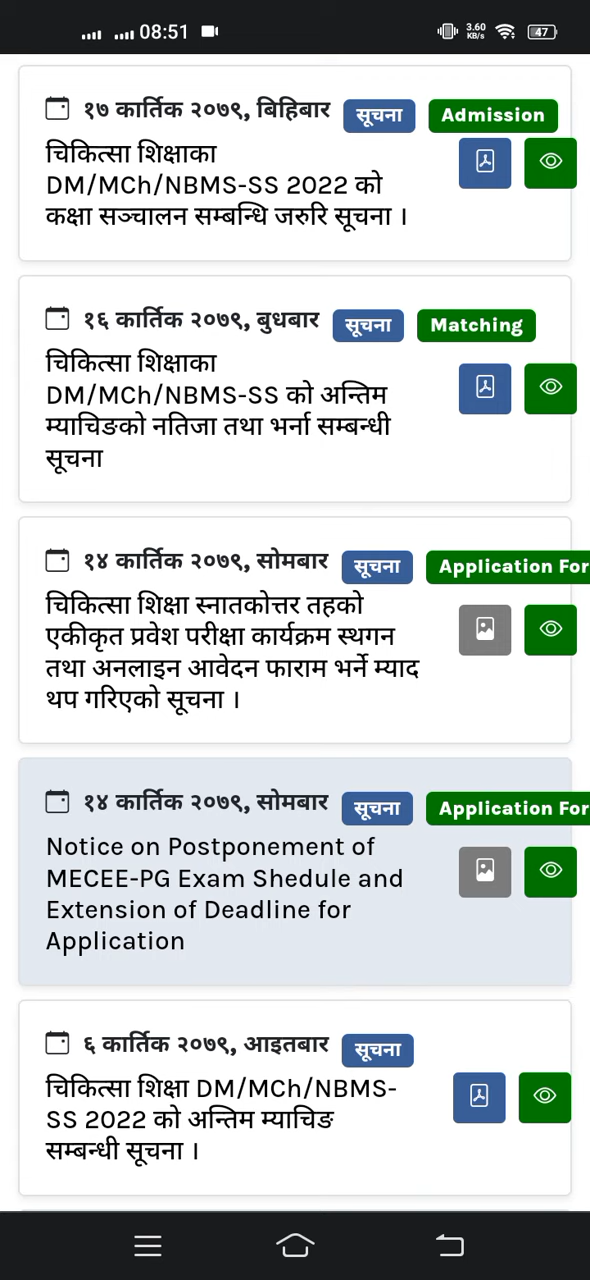 08:51 3.60 KB/s 47
१७ कार्तिक २०७९, बिहिबार सूचना Admission
चिकित्सा शिक्षाका
DM/MCh/NBMS-SS 2022 को
कक्षा सञ्चालन सम्बन्धि जरुरि सूचना ।
१६ कार्तिक २०७९, बुधबार सूचना Matching
चिकित्सा शिक्षाका
DM/MCh/NBMS-SS को अन्तिम
म्याचिङको नतिजा तथा भर्ना सम्बन्धी
सूचना
१४ कार्तिक २०७९, सोमबार सूचना Application For
चिकित्सा शिक्षा स्नातकोत्तर तहको
एकीकृत प्रवेश परीक्षा कार्यक्रम स्थगन
तथा अनलाइन आवेदन फाराम भर्ने म्याद
थप गरिएको सूचना ।
१४ कार्तिक २०७९, सोमबार सूचना Application For
Notice on Postponement of
MECEE-PG Exam Shedule and
Extension of Deadline for
Application
६ कार्तिक २०७९, आइतबार सूचना
चिकित्सा शिक्षा DM/MCh/NBMS-
SS 2022 को अन्तिम म्याचिङ
सम्बन्धी सूचना ।